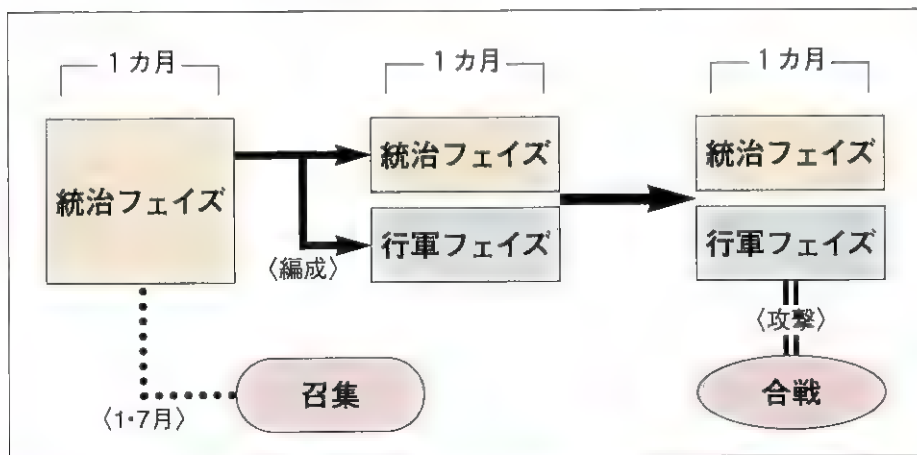 1カ月
1カ月
1カ月
統治フェイズ
統治フェイズ
統治フェイズ
行軍フェイズ
行軍フェイズ
〈編成〉
〈攻撃〉
〈1・7月〉
召集
合戦